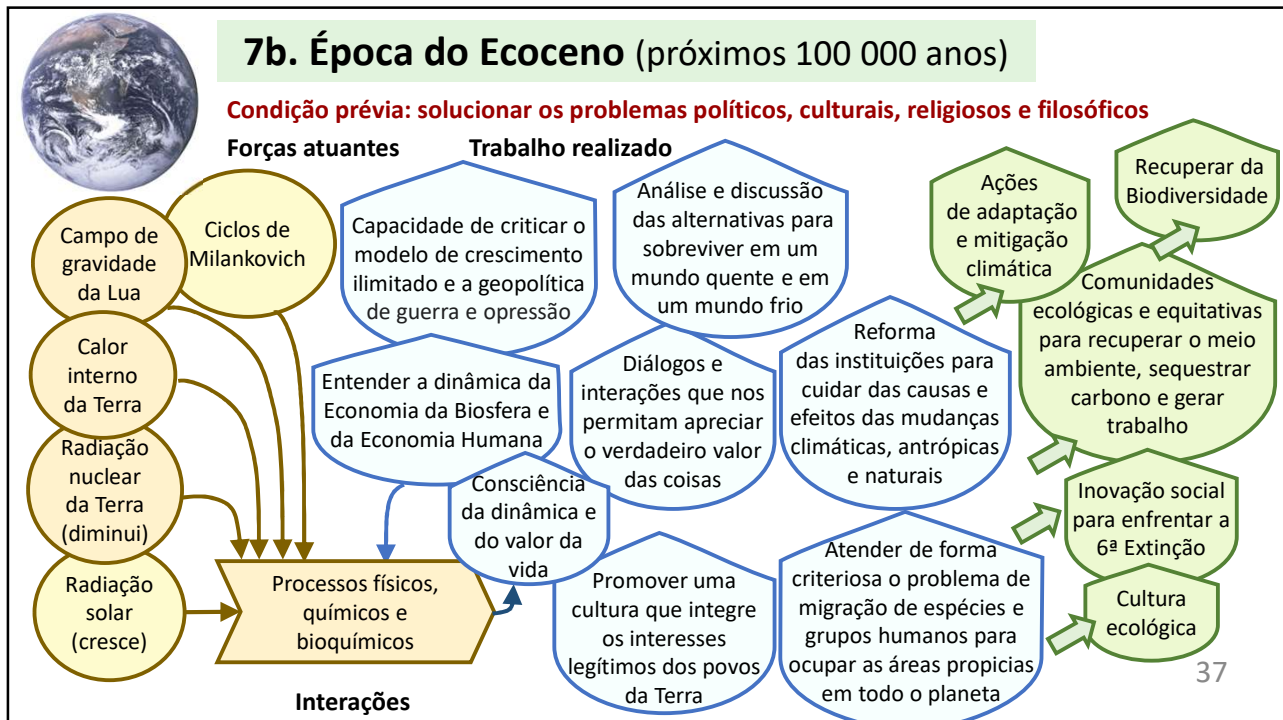 7b. Época do Ecoceno (próximos 100 000 anos)
Condição prévia: solucionar os problemas políticos, culturais, religiosos e filosóficos
Forças atuantes
Trabalho realizado
Campo de
gravidade
da Lua
Ciclos de
Milankovich
Calor
interno
da Terra
Radiação
nuclear
da Terra
(diminui)
Radiação
solar
(cresce)
Processos físicos,
químicos e
bioquímicos
Interações
Capacidade de criticar o
modelo de crescimento
ilimitado e a geopolítica
de guerra e opressão
Entender a dinâmica da
Economia da Biosfera e
da Economia Humana
Consciência
da dinâmica e
do valor da
vida
Análise e discussão
das alternativas para
sobreviver em um
mundo quente e em
um mundo frio
Diálogos e
interações que nos
permitam apreciar
o verdadeiro valor
das coisas
Promover uma
cultura que integre
os interesses
legítimos dos povos
da Terra
Reforma
das instituições para
cuidar das causas e
efeitos das mudanças
climáticas, antrópicas
e naturais
Atender de forma
criteriosa o problema de
migração de espécies e
grupos humanos para
ocupar as áreas propicias
em todo o planeta
Ações
de adaptação
e mitigação
climática
Recuperar da
Biodiversidade
Comunidades
ecológicas e equitativas
para recuperar o meio
ambiente, sequestrar
carbono e gerar
trabalho
Inovação social
para enfrentar a
6ª Extinção
Cultura
ecológica
37